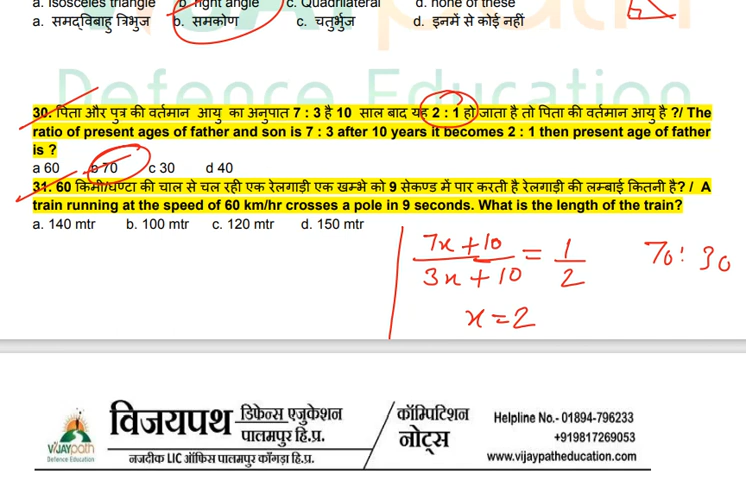 a. Isosceles triangle b. right angle c. Quadrilateral d. none of these
a. समद्विबाहु त्रिभुज b. समकोण c. चतुर्भुज d. इनमें से कोई नहीं
Defence Education
30. पिता और पुत्र की वर्तमान आयु का अनुपात 7 : 3 है 10 साल बाद यह 2 : 1 हो जाता है तो पिता की वर्तमान आयु है ?/ The
ratio of present ages of father and son is 7 : 3 after 10 years it becomes 2 : 1 then present age of father
is ?
a 60 b 70 c 30 d 40
31. 60 किमी/घण्टा की चाल से चल रही एक रेलगाड़ी एक खम्भे को 9 सेकण्ड में पार करती है रेलगाड़ी की लम्बाई कितनी है? / A
train running at the speed of 60 km/hr crosses a pole in 9 seconds. What is the length of the train?
a. 140 mtr b. 100 mtr c. 120 mtr d. 150 mtr
7x+10 / 3x+10 = 1/2 70: 30
x=2
विजयपथ डिफेन्स एजुकेशन
पालमपुर हि.प्र.
नजदीक LIC ऑफिस पालमपुर काँगड़ा हि.प्र.
कॉम्पिटिशन
नोट्स
Helpline No.- 01894-796233
+919817269053
www.vijaypatheducation.com
VIJAYpath
Defence Education